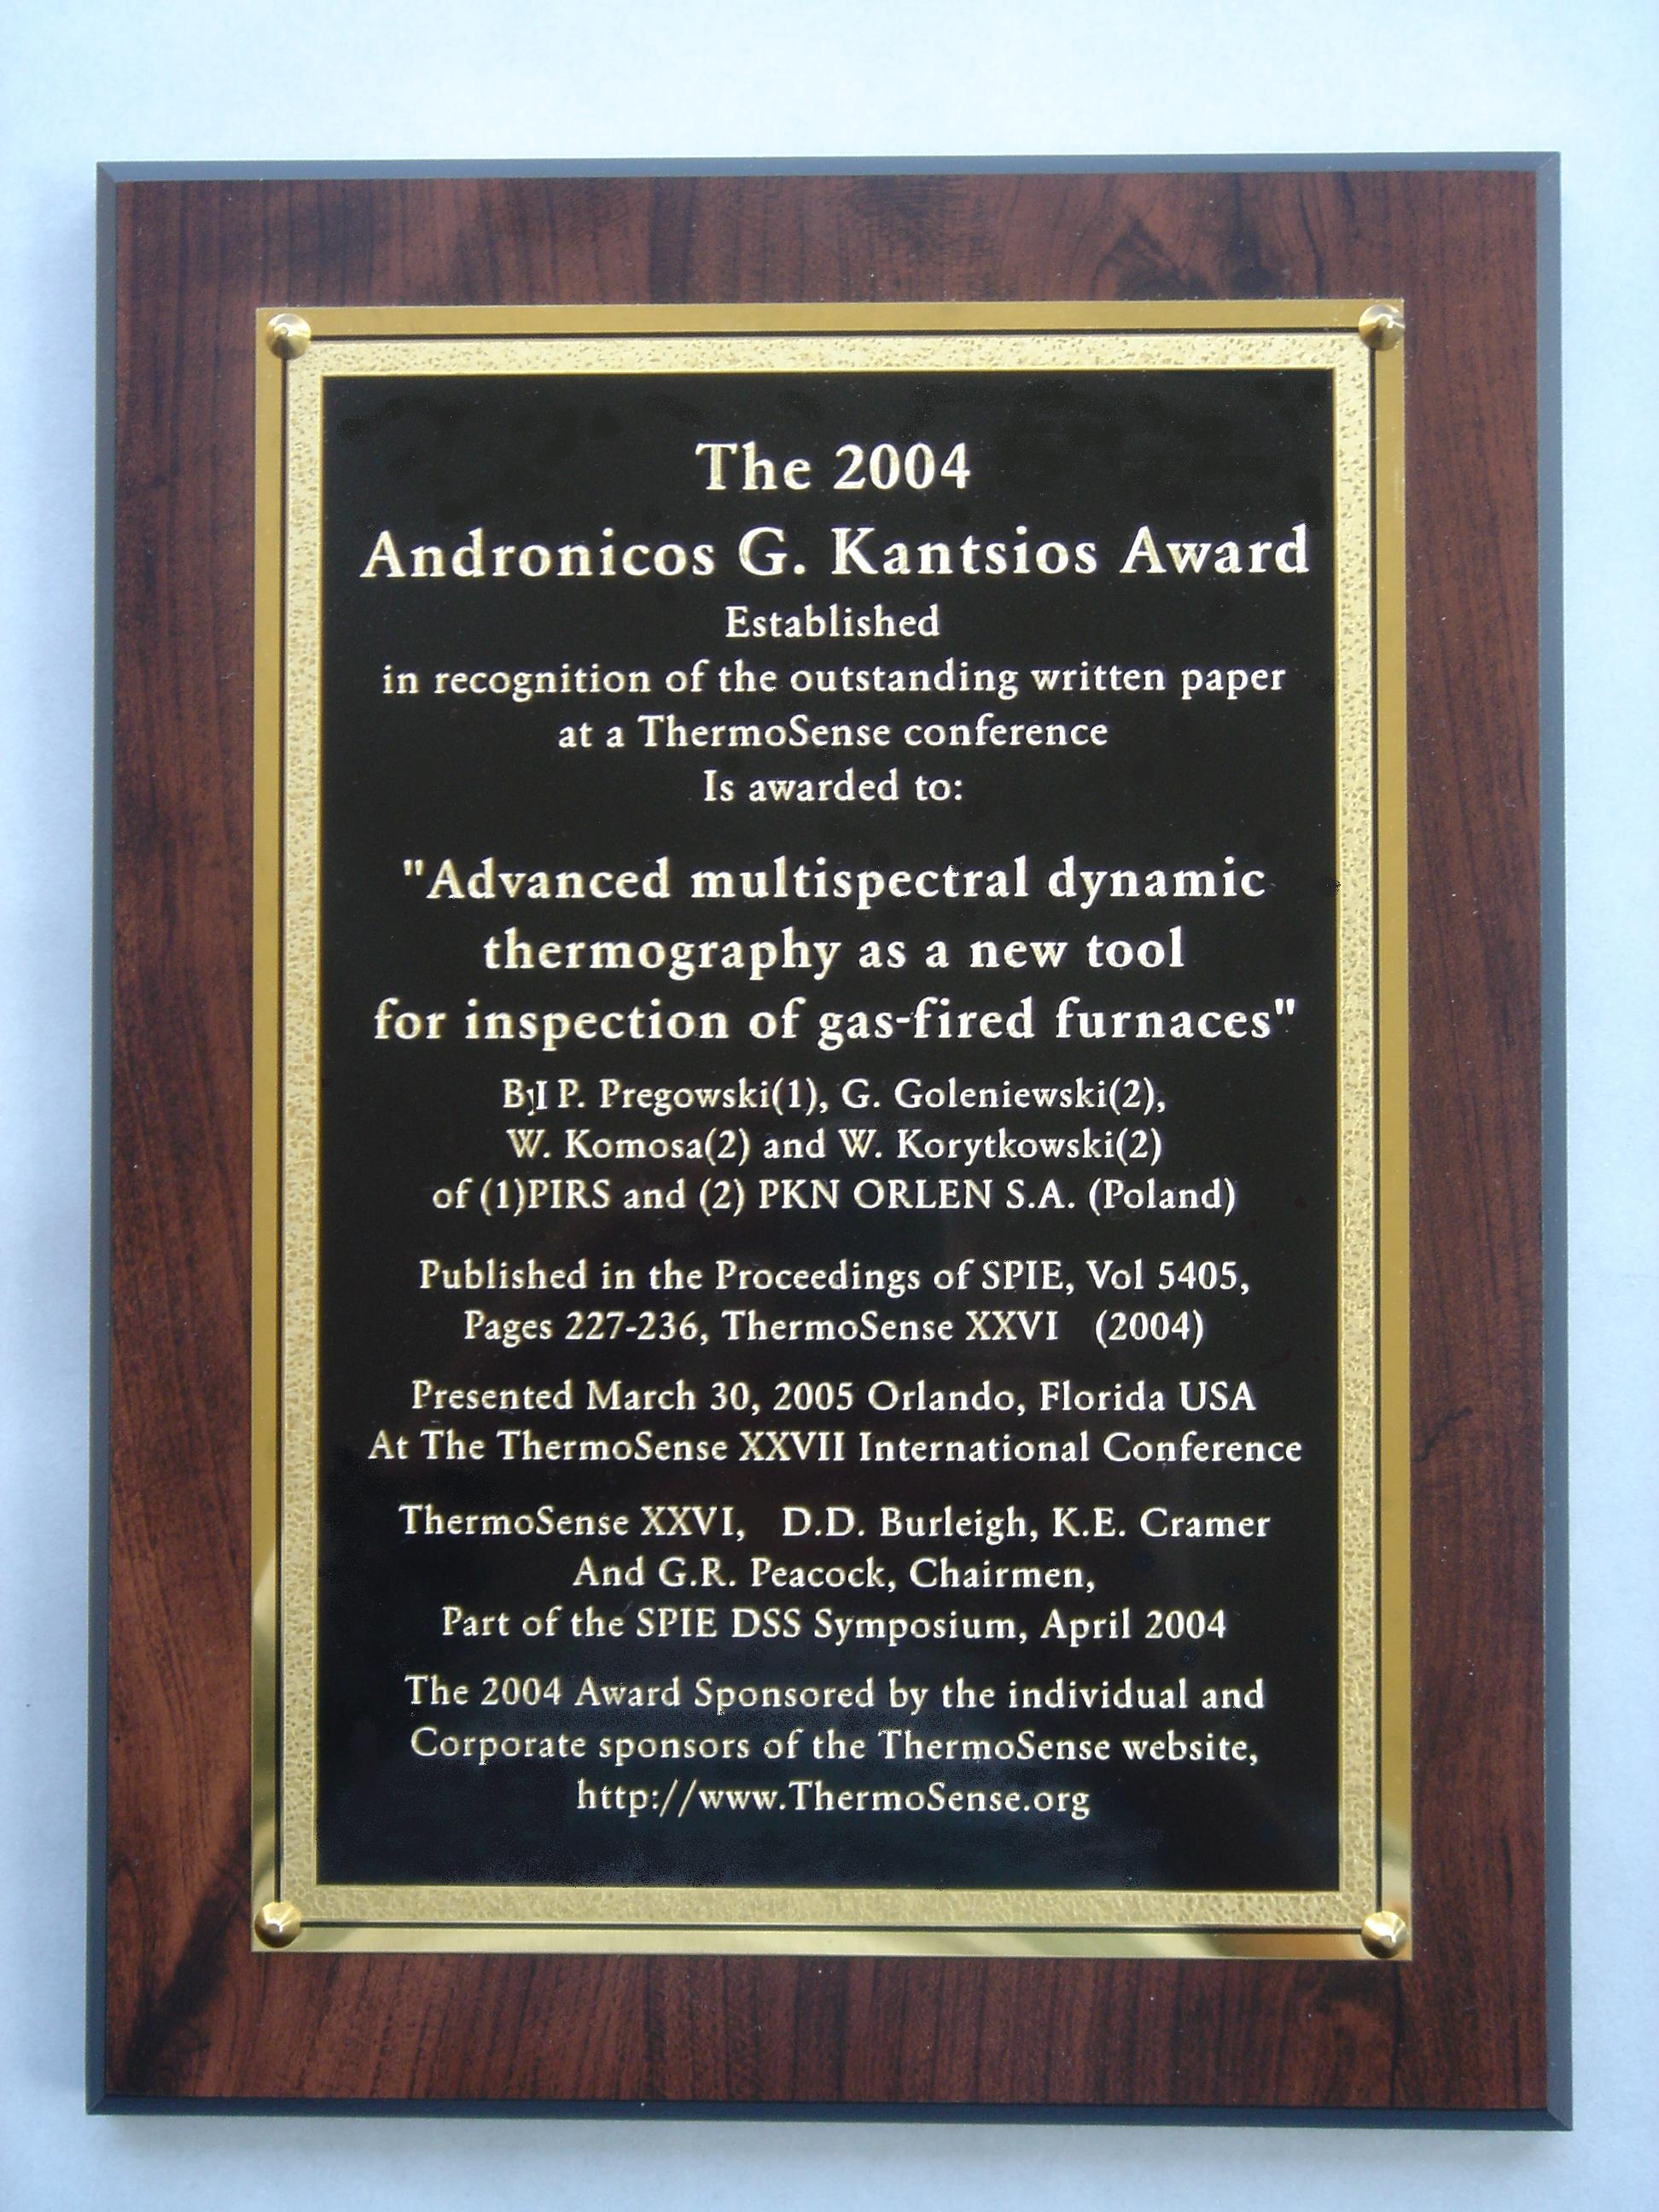 The 2004
Andronicos G. Kantsios Award
Established
in recognition of the outstanding written paper
at a ThermoSense conference
Is awarded to:
"Advanced multispectral dynamic
thermography as a new tool
for inspection of gas-fired furnaces"
By P. Pregowski(1), G. Goleniewski(2),
W. Komosa(2) and W. Korytkowski(2)
of (1)PIRS and (2) PKN ORLEN S.A. (Poland)
Published in the Proceedings of SPIE, Vol 5405,
Pages 227-236, ThermoSense XXVI (2004)
Presented March 30, 2005 Orlando, Florida USA
At The ThermoSense XXVII International Conference
ThermoSense XXVI, D.D. Burleigh, K.E. Cramer
And G.R. Peacock, Chairmen,
Part of the SPIE DSS Symposium, April 2004
The 2004 Award Sponsored by the individual and
Corporate sponsors of the ThermoSense website,
http://www.ThermoSense.org